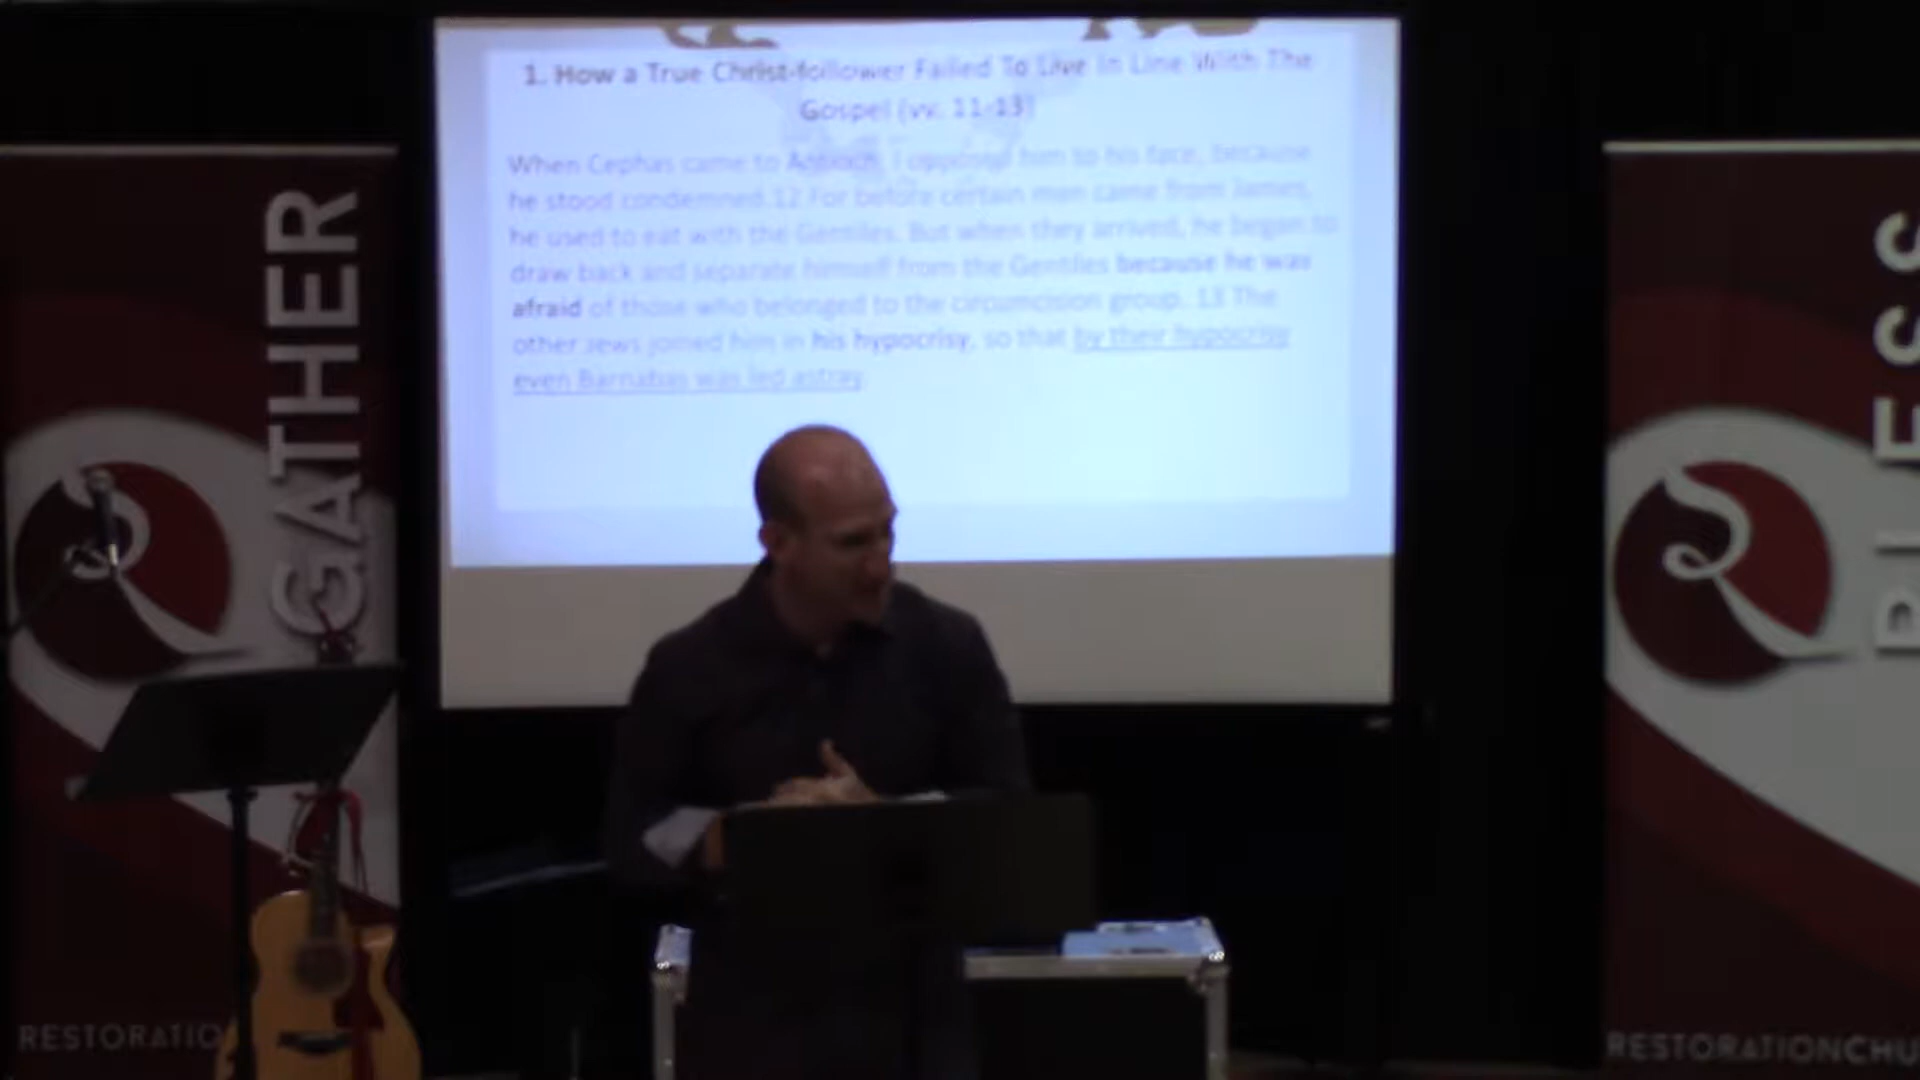 1. How a True Christ-follower Failed To Live In Line With The
Gospel (vv. 11-13)
When Cephas came to Antioch, I opposed him to his face, because
he stood condemned.12 For before certain men came from James,
he used to eat with the Gentiles. But when they arrived, he began to
draw back and separate himself from the Gentiles because he was
afraid of those who belonged to the circumcision group. 13 The
other Jews joined him in his hypocrisy, so that by their hypocrisy
even Barnabas was led astray.
GATHER
RESTORATIO
BLESS
RESTORATIONCHU